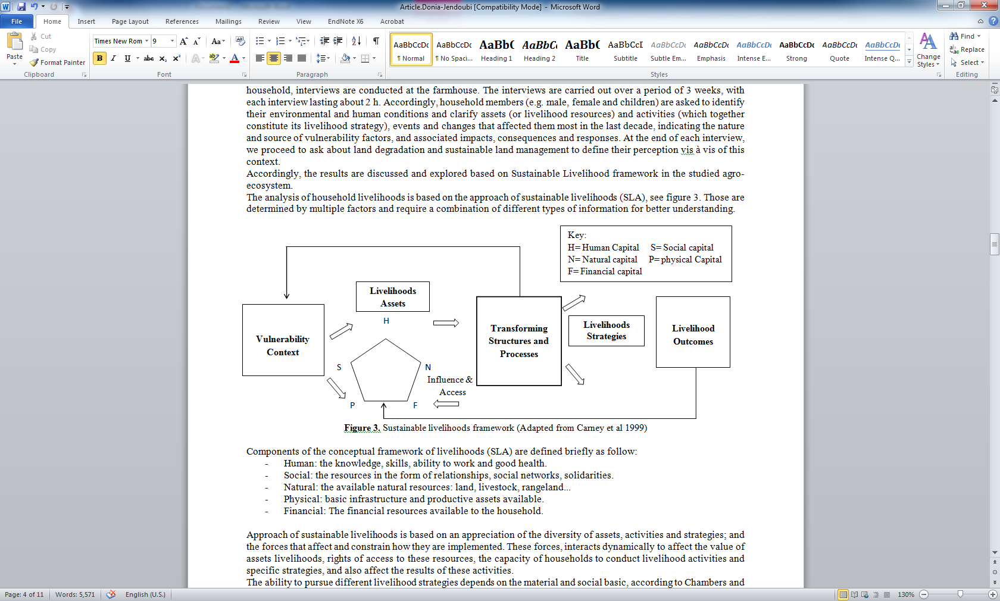 Article.Donia-Jendoubi [Compatibility Mode] - Microsoft Word
File Home Insert Page Layout References Mailings Review View EndNote X6 Acrobat
Paste
Cut
Copy
Format Painter
Clipboard
Times New Rom 9
Font
Paragraph
AaBbCcDc AaBbCcDc AaBbC AaBbCc AaBbC AaBbCcI AaBbCcDc AaBbCcDc AaBbCcDc AaBbCcDc AaBbCcDc AaBbCcDc
¶ Normal ¶ No Spaci... Heading 1 Heading 2 Title Subtitle Subtle Em... Emphasis Intense E... Strong Quote Intense Q...
Styles
Change
Styles
Find
Replace
Select
Editing
household, interviews are conducted at the farmhouse. The interviews are carried out over a period of 3 weeks, with
each interview lasting about 2 h. Accordingly, household members (e.g. male, female and children) are asked to identify
their environmental and human conditions and clarify assets (or livelihood resources) and activities (which together
constitute its livelihood strategy), events and changes that affected them most in the last decade, indicating the nature
and source of vulnerability factors, and associated impacts, consequences and responses. At the end of each interview,
we proceed to ask about land degradation and sustainable land management to define their perception vis à vis of this
context.
Accordingly, the results are discussed and explored based on Sustainable Livelihood framework in the studied agro-
ecosystem.
The analysis of household livelihoods is based on the approach of sustainable livelihoods (SLA), see figure 3. Those are
determined by multiple factors and require a combination of different types of information for better understanding.
Key:
H= Human Capital S= Social capital
N= Natural capital P= physical Capital
F= Financial capital
Livelihoods
Assets
H
Vulnerability
Context
S
N
P
F
Influence &
Access
Transforming
Structures and
Processes
Livelihoods
Strategies
Livelihood
Outcomes
Figure 3. Sustainable livelihoods framework (Adapted from Carney et al 1999)
Components of the conceptual framework of livelihoods (SLA) are defined briefly as follow:
- Human: the knowledge, skills, ability to work and good health.
- Social: the resources in the form of relationships, social networks, solidarities.
- Natural: the available natural resources: land, livestock, rangeland...
- Physical: basic infrastructure and productive assets available.
- Financial: The financial resources available to the household.
Approach of sustainable livelihoods is based on an appreciation of the diversity of assets, activities and strategies; and
the forces that affect and constrain how they are implemented. These forces, interacts dynamically to affect the value of
assets livelihoods, rights of access to these resources, the capacity of households to conduct livelihood activities and
specific strategies, and also affect the results of these activities.
The ability to pursue different livelihood strategies depends on the material and social basic, according to Chambers and
Page: 4 of 11 Words: 5,571 English (U.S.) 130%